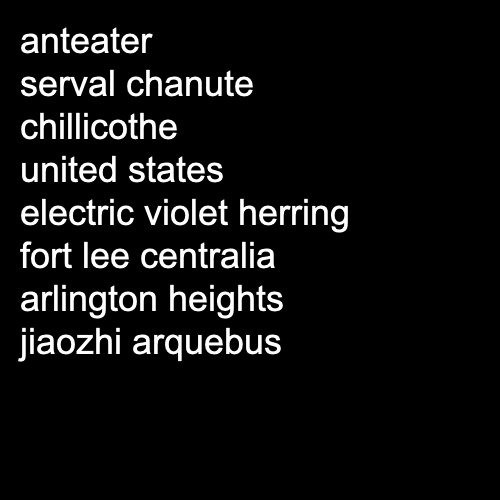 anteater
serval chanute
chillicothe
united states
electric violet herring
fort lee centralia
arlington heights
jiaozhi arquebus